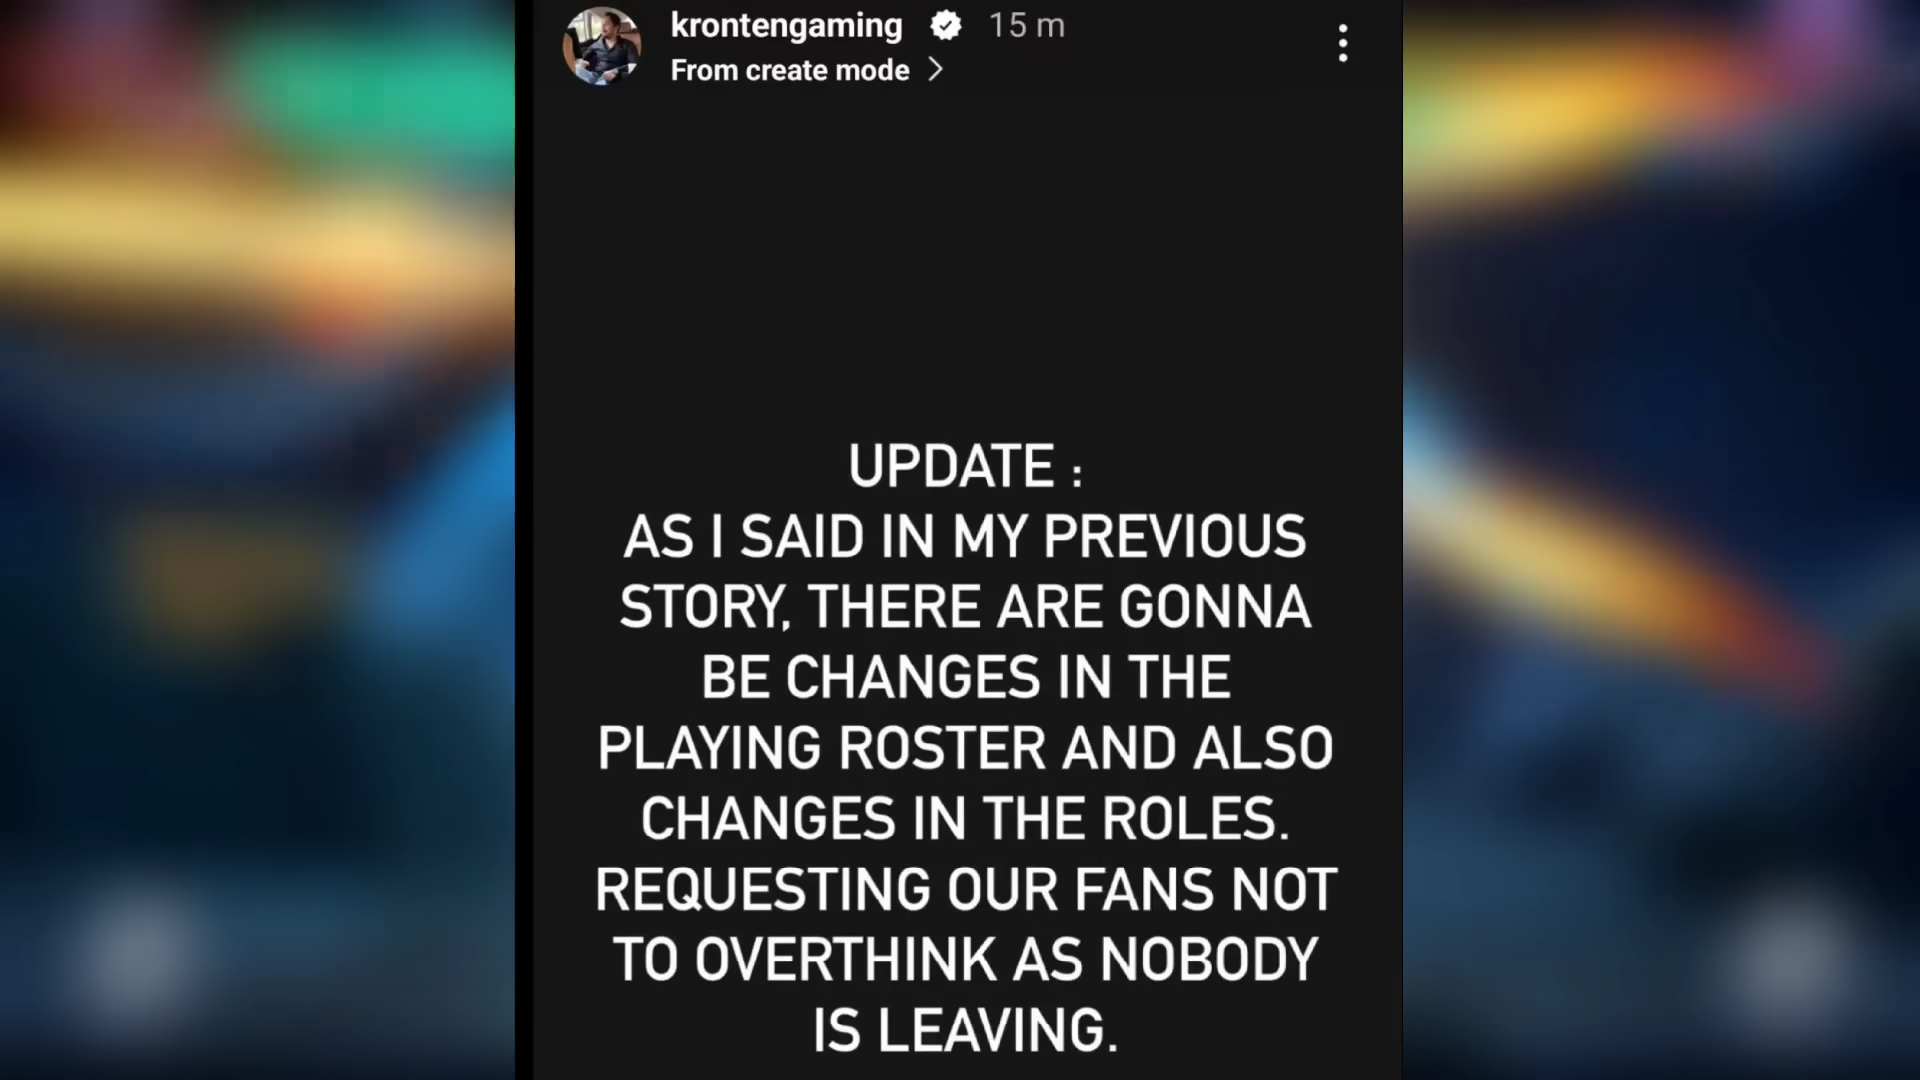 krontengaming 15 m
From create mode
UPDATE :
AS I SAID IN MY PREVIOUS
STORY, THERE ARE GONNA
BE CHANGES IN THE
PLAYING ROSTER AND ALSO
CHANGES IN THE ROLES.
REQUESTING OUR FANS NOT
TO OVERTHINK AS NOBODY
IS LEAVING.